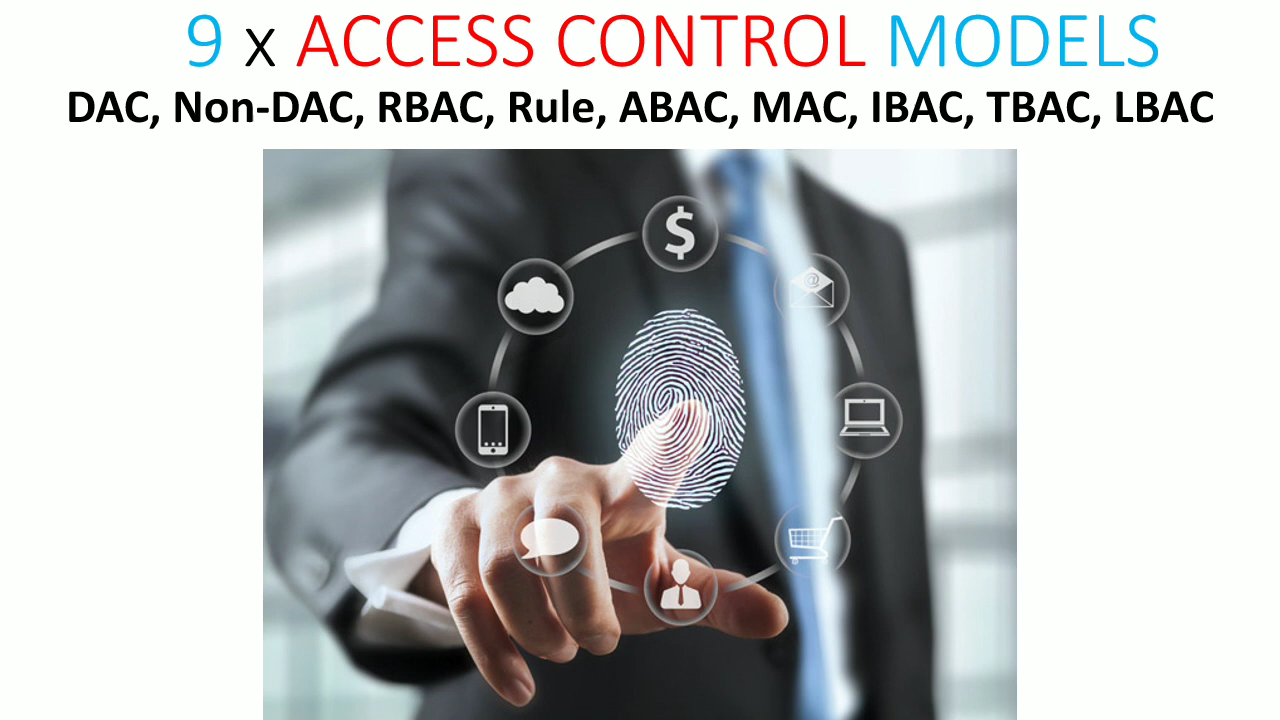 9 x ACCESS CONTROL MODELS
DAC, Non-DAC, RBAC, Rule, ABAC, MAC, IBAC, TBAC, LBAC
$
@